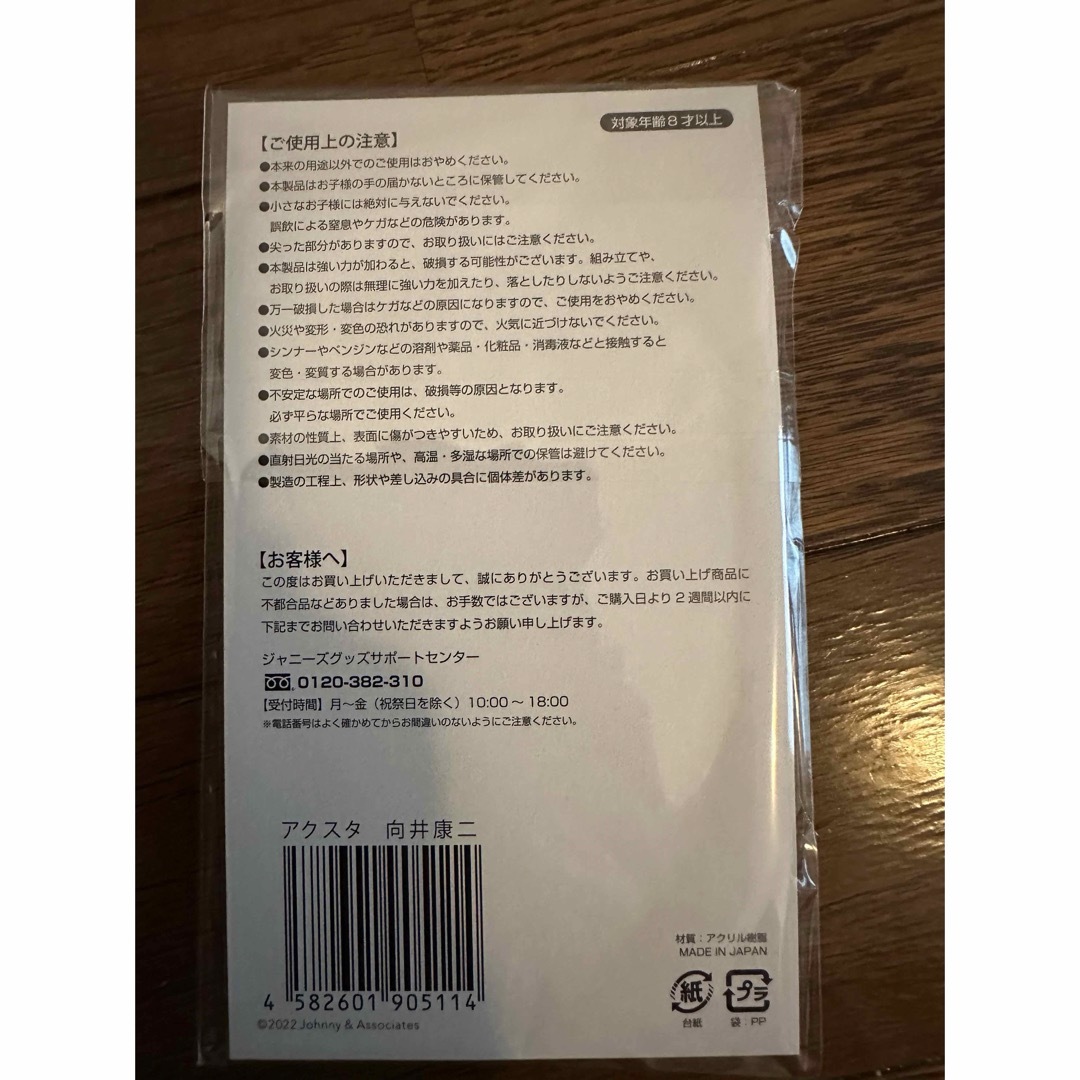 対象年齢8才以上
【ご使用上の注意】
●本来の用途以外でのご使用はおやめください。
●本製品はお子様の手の届かないところに保管してください。
●小さなお子様には絶対に与えないでください。
誤飲による窒息やケガなどの危険があります。
●尖った部分がありますので、お取り扱いにはご注意ください。
●本製品は強い力が加わると、破損する可能性がございます。組み立てや、
お取り扱いの際は無理に強い力を加えたり、落としたりしないようご注意ください。
●万一破損した場合はケガなどの原因になりますので、ご使用をおやめください。
●火災や変形・変色の恐れがありますので、火気に近づけないでください。
●シンナーやベンジンなどの溶剤や薬品・化粧品・消毒液などと接触すると
変色・変質する場合があります。
●不安定な場所でのご使用は、破損等の原因となります。
必ず平らな場所でご使用ください。
●素材の性質上、表面に傷がつきやすいため、お取り扱いにご注意ください。
●直射日光の当たる場所や、高温・多湿な場所での保管は避けてください。
●製造の工程上、形状や差し込みの具合に個体差があります。
【お客様へ】
この度はお買い上げいただきまして、誠にありがとうございます。お買い上げ商品に
不都合品などありました場合は、お手数ではございますが、ご購入日より2週間以内に
下記までお問い合わせいただきますようお願い申し上げます。
ジャニーズグッズサポートセンター
0120-382-310
【受付時間】月～金（祝祭日を除く）10:00～18:00
※電話番号はよく確かめてからお間違いのないようにご注意ください。
アクスタ 向井康二
4 582601 905114
©2022 Johnny & Associates
材質：アクリル樹脂
MADE IN JAPAN
紙 プラ
台紙 袋：PP